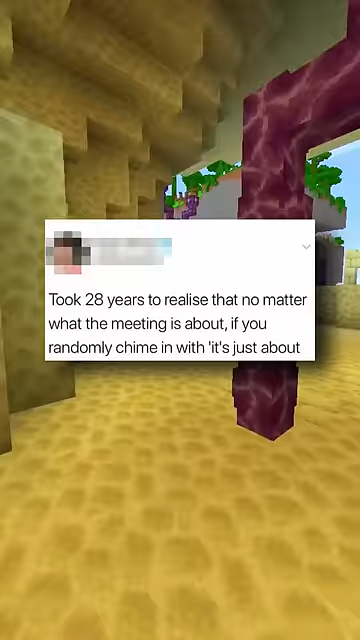 Took 28 years to realise that no matter
what the meeting is about, if you
randomly chime in with 'it's just about